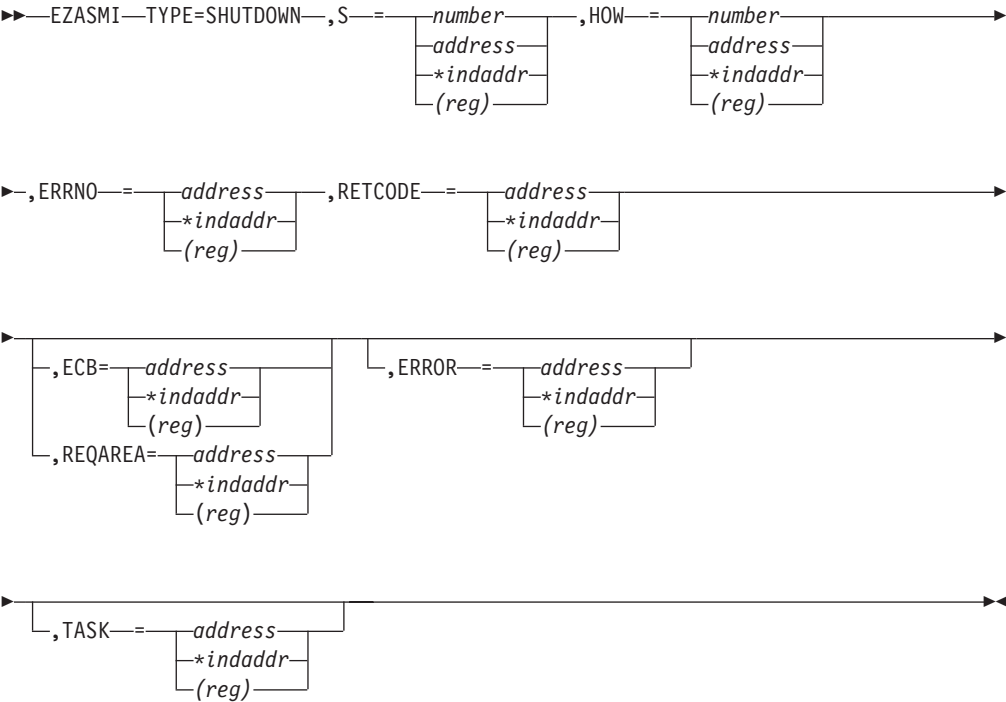 EZASMI TYPE=SHUTDOWN ,S = number ,HOW = number
address address
*indaddr *indaddr
(reg) (reg)
,ERRNO = address ,RETCODE = address
*indaddr *indaddr
(reg) (reg)
,ECB= address ,ERROR = address
*indaddr *indaddr
(reg) (reg)
,REQAREA= address
*indaddr
(reg)
,TASK = address
*indaddr
(reg)